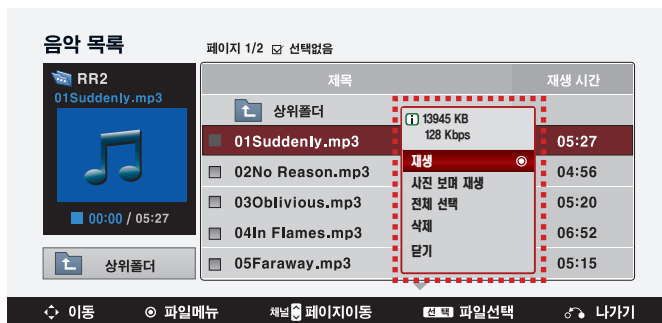 음악 목록
페이지 1/2 ☑ 선택없음
RR2
01Suddenly.mp3
00:00 / 05:27
상위폴더
제목 재생 시간
상위폴더
01Suddenly.mp3 05:27
02No Reason.mp3 04:56
03Oblivious.mp3 05:20
04In Flames.mp3 06:52
05Faraway.mp3 05:15
13945 KB
128 Kbps
재생
사진 보며 재생
전체 선택
삭제
닫기
이동 파일메뉴 채널 페이지이동 선택 파일선택 나가기